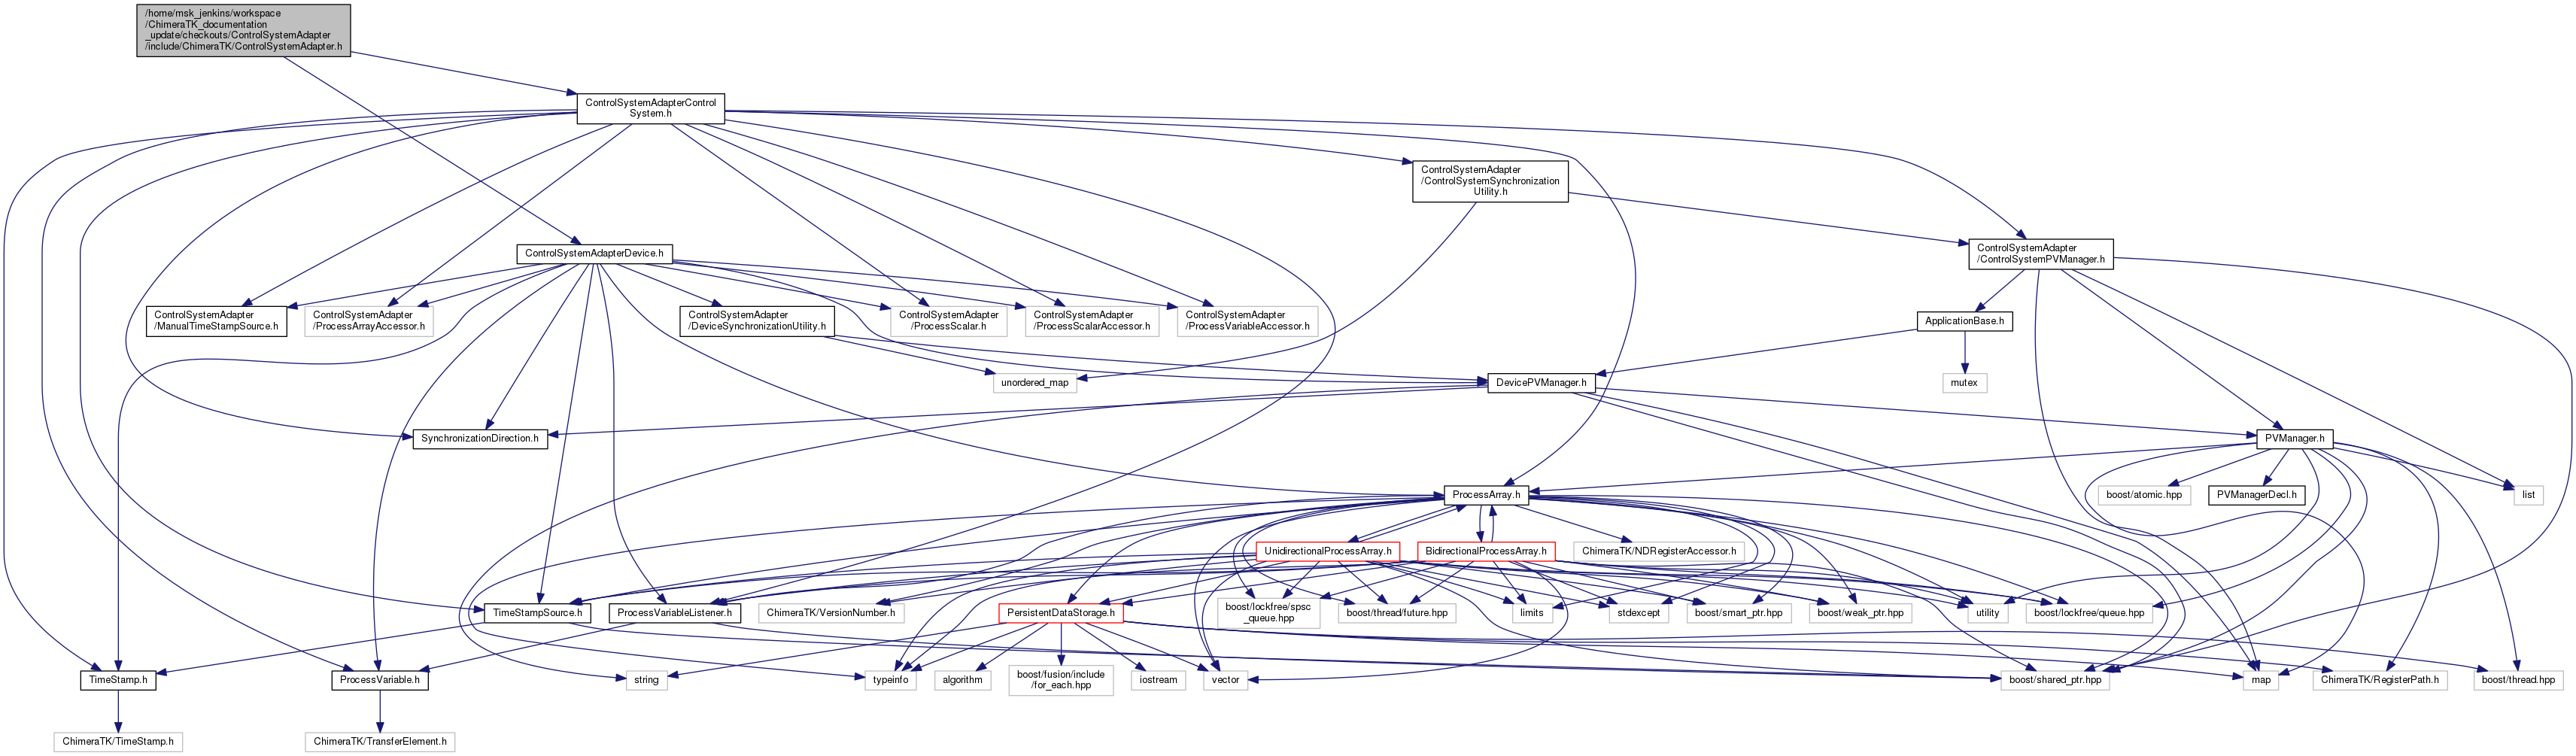 /home/msk_jenkins/workspace
/ChimeraTK_documentation
_update/checkouts/ControlSystemAdapter
/include/ChimeraTK/ControlSystemAdapter.h
ControlSystemAdapterControl
System.h
ControlSystemAdapter
/ControlSystemSynchronization
Utility.h
ControlSystemAdapterDevice.h
ControlSystemAdapter
/ControlSystemPVManager.h
ControlSystemAdapter
/ManualTimeStampSource.h
ControlSystemAdapter
/ProcessArrayAccessor.h
ControlSystemAdapter
/DeviceSynchronizationUtility.h
ControlSystemAdapter
/ProcessScalar.h
ControlSystemAdapter
/ProcessScalarAccessor.h
ControlSystemAdapter
/ProcessVariableAccessor.h
ApplicationBase.h
unordered_map
DevicePVManager.h
mutex
SynchronizationDirection.h
PVManager.h
ProcessArray.h
boost/atomic.hpp
PVManagerDecl.h
list
UnidirectionalProcessArray.h
BidirectionalProcessArray.h
ChimeraTK/NDRegisterAccessor.h
TimeStampSource.h
ProcessVariableListener.h
ChimeraTK/VersionNumber.h
PersistentDataStorage.h
boost/lockfree/spsc
_queue.hpp
boost/thread/future.hpp
limits
stdexcept
boost/smart_ptr.hpp
boost/weak_ptr.hpp
utility
boost/lockfree/queue.hpp
TimeStamp.h
ProcessVariable.h
string
typeinfo
algorithm
boost/fusion/include
/for_each.hpp
iostream
vector
boost/shared_ptr.hpp
map
ChimeraTK/RegisterPath.h
boost/thread.hpp
ChimeraTK/TimeStamp.h
ChimeraTK/TransferElement.h